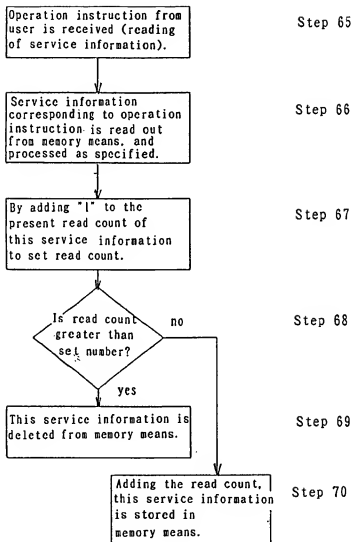 Operation instruction from
user is received (reading
of service information).
Step 65
Service information
corresponding to operation
instruction is read out
from memory means, and
processed as specified.
Step 66
By adding "1" to the
present read count of
this service information
to set read count.
Step 67
Is read count
greater than
set number?
no
yes
Step 68
This service information is
deleted from memory means.
Step 69
Adding the read count,
this service information
is stored in
memory means.
Step 70